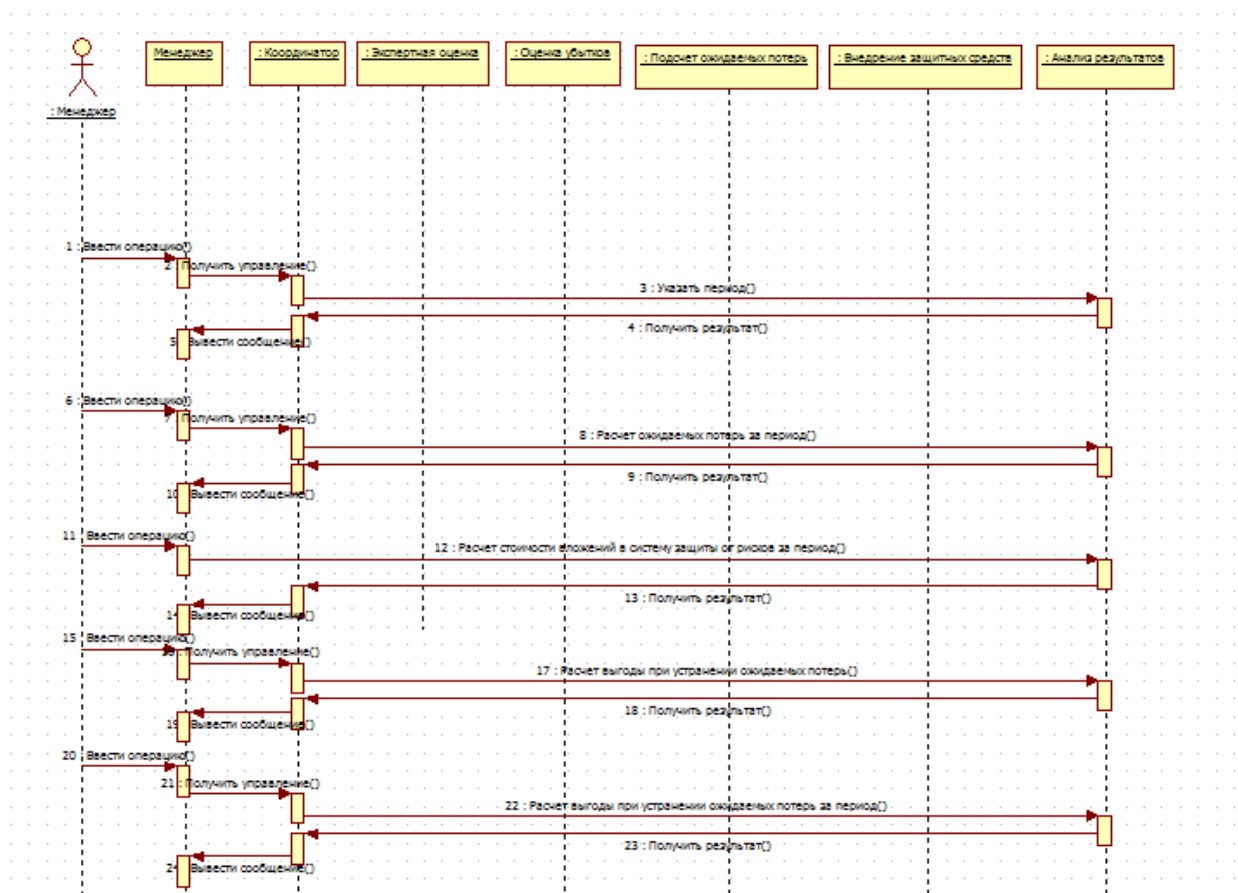 : Менеджер
Менеджер
: Координатор
: Экспертная оценка
: Оценка убытков
: Подсчет ожидаемых потерь
: Внедрение защитных средств
: Анализ результатов
1 : Ввести операцию()
2 : Получить управление()
3 : Указать период()
4 : Получить результат()
5 : Вывести сообщение()
6 : Ввести операцию()
7 : Получить управление()
8 : Расчет ожидаемых потерь за период()
9 : Получить результат()
10 : Вывести сообщение()
11 : Ввести операцию()
12 : Расчет стоимости вложений в систему защиты от рисков за период()
13 : Получить результат()
14 : Вывести сообщение()
15 : Ввести операцию()
Получить управление()
17 : Расчет выгоды при устранении ожидаемых потерь()
18 : Получить результат()
19 : Вывести сообщение()
20 : Ввести операцию()
21 : Получить управление()
22 : Расчет выгоды при устранении ожидаемых потерь за период()
23 : Получить результат()
24 : Вывести сообщение()